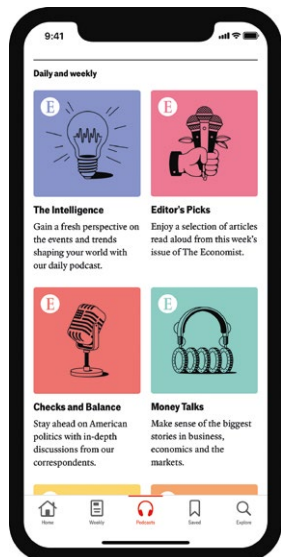 9:41
Daily and weekly
E
E
The Intelligence
Gain a fresh perspective on
the events and trends
shaping your world with
our daily podcast.
Editor's Picks
Enjoy a selection of articles
read aloud from this week's
issue of The Economist.
E
E
Checks and Balance
Stay ahead on American
politics with in-depth
discussions from our
correspondents.
Money Talks
Make sense of the biggest
stories in business,
economics and the
markets.
Home
Weekly
Podcasts
Saved
Explore